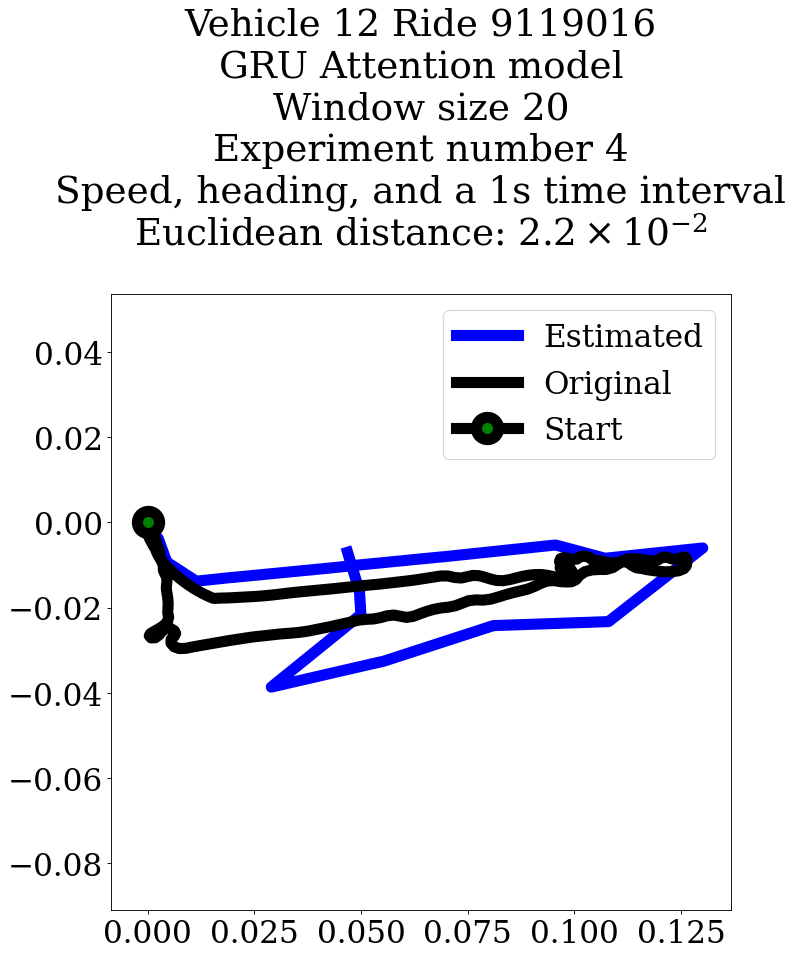 Vehicle 12 Ride 9119016
GRU Attention model
Window size 20
Experiment number 4
Speed, heading, and a 1s time interval
Euclidean distance: 2.2 × 10⁻²
Estimated
Original
Start
0.04
0.02
0.00
−0.02
−0.04
−0.06
−0.08
0.000 0.025 0.050 0.075 0.100 0.125